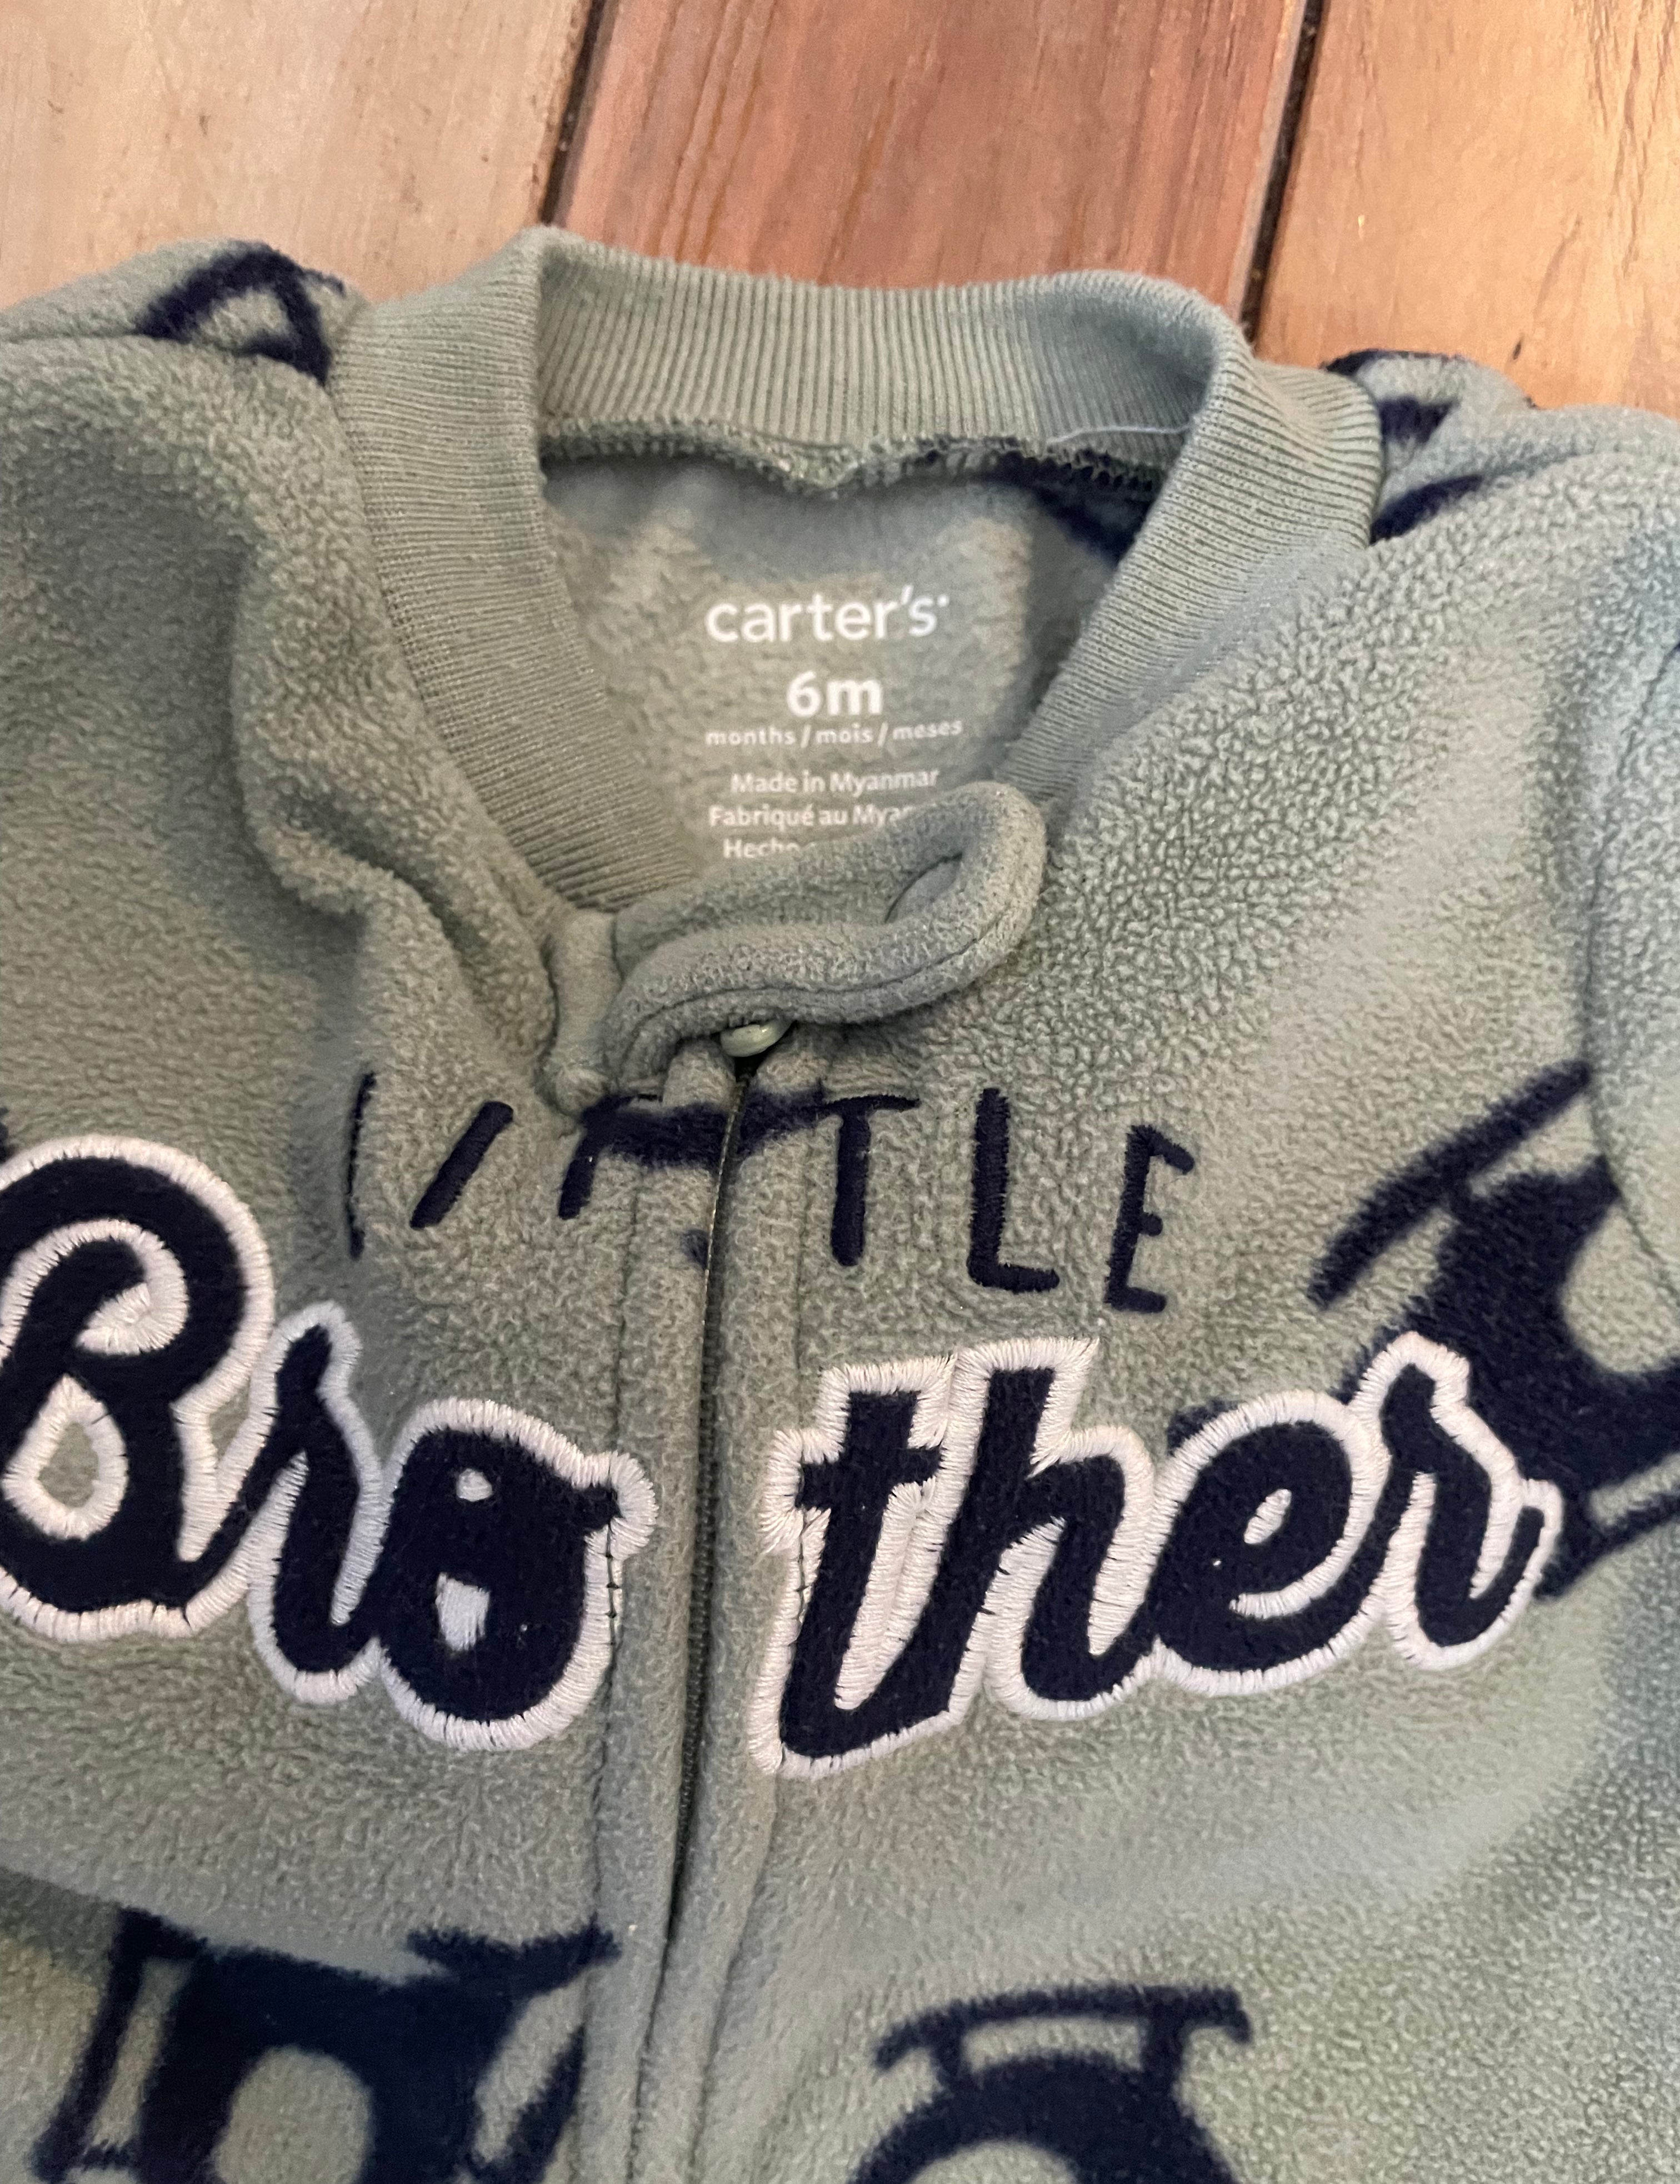 carter's
6m
months / mois / meses
Made in Myanmar
Fabriqué au
LITTLE
Brother